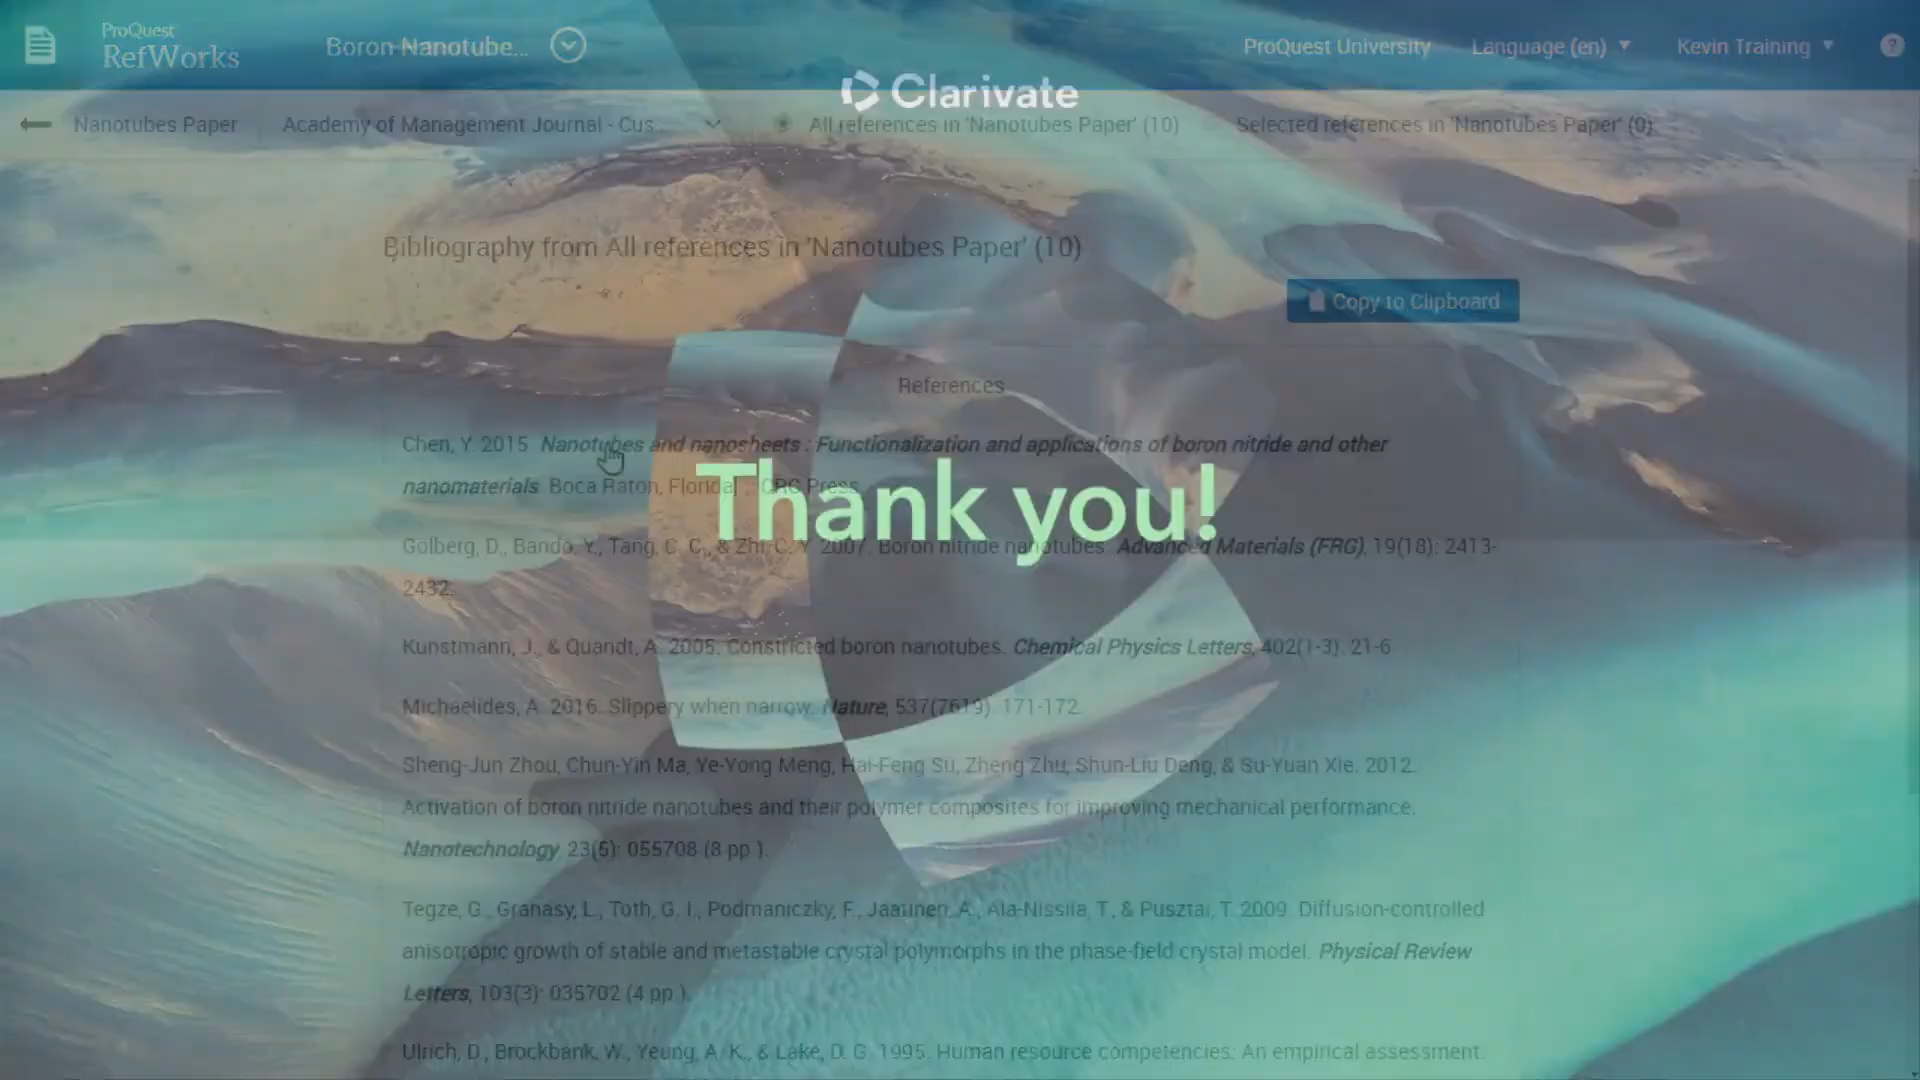 ProQuest
RefWorks
Boron Nanotube...
ProQuest University
Language (en)
Kevin Training
?
Clarivate
Nanotubes Paper
Academy of Management Journal - Cus...
All references in 'Nanotubes Paper' (10)
Selected references in 'Nanotubes Paper' (0)
Bibliography from All references in 'Nanotubes Paper' (10)
Copy to Clipboard
References
Chen, Y. 2015. Nanotubes and nanosheets : Functionalization and applications of boron nitride and other
nanomaterials. Boca Raton, Florida] ; CRC Press.
Thank you!
Golberg, D., Bando, Y., Tang, C. C., & Zhi, C. Y. 2007. Boron nitride nanotubes. Advanced Materials (FRG), 19(18): 2413-
2432.
Kunstmann, J., & Quandt, A. 2005. Constricted boron nanotubes. Chemical Physics Letters, 402(1-3): 21-6.
Michaelides, A. 2016. Slippery when narrow. Nature, 537(7619): 171-172.
Sheng-Jun Zhou, Chun-Yin Ma, Ye-Yong Meng, Hai-Feng Su, Zheng Zhu, Shun-Liu Deng, & Su-Yuan Xie. 2012.
Activation of boron nitride nanotubes and their polymer composites for improving mechanical performance.
Nanotechnology, 23(5): 055708 (8 pp.).
Tegze, G., Granasy, L., Toth, G. I., Podmaniczky, F., Jaatinen, A., Ala-Nissila, T., & Pusztai, T. 2009. Diffusion-controlled
anisotropic growth of stable and metastable crystal polymorphs in the phase-field crystal model. Physical Review
Letters, 103(3): 035702 (4 pp.).
Ulrich, D., Brockbank, W., Yeung, A. K., & Lake, D. G. 1995. Human resource competencies: An empirical assessment.